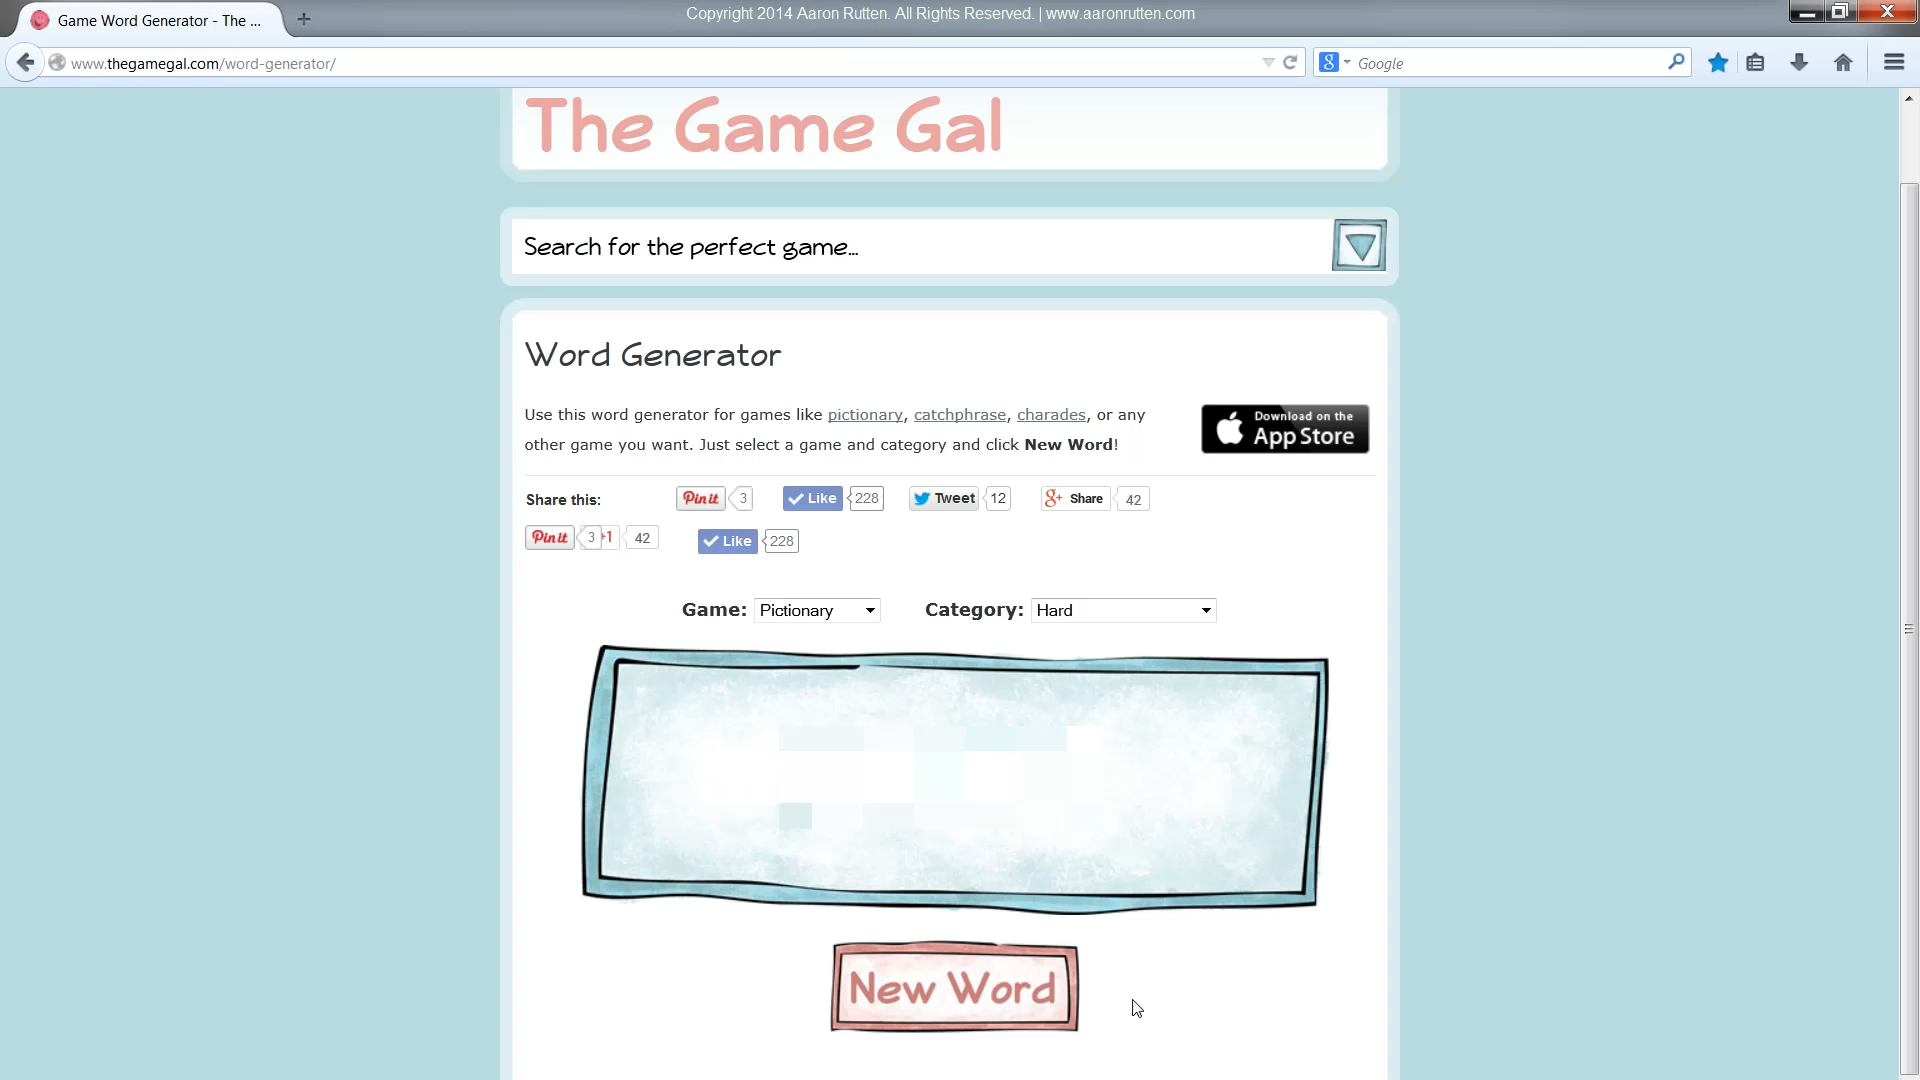 Copyright 2014 Aaron Rutten. All Rights Reserved. | www.aaronrutten.com
Game Word Generator - The ...
www.thegamegal.com/word-generator/
Google
The Game Gal
Search for the perfect game...
Word Generator
Use this word generator for games like pictionary, catchphrase, charades, or any
other game you want. Just select a game and category and click New Word!
Download on the
App Store
Share this:
Pin it 3
Like 228
Tweet 12
g+ Share 42
Pin it 3 +1 42
Like 228
Game: Pictionary
Category: Hard
New Word